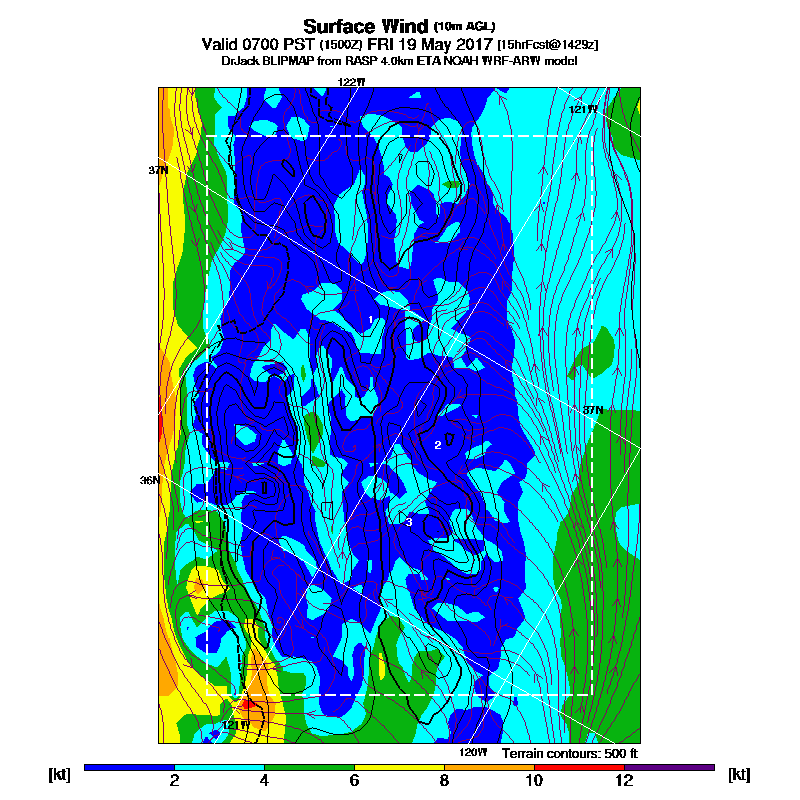 Surface Wind (10m AGL)
Valid 0700 PST (1500Z) FRI 19 May 2017 [15hrFcst@1429z]
DrJack BLIPMAP from RASP 4.0km ETA NOAH WRF-ARW model
122W
121W
37N
1
37N
2
36N
3
121W
120W Terrain contours: 500 ft
[kt] 2 4 6 8 10 12 [kt]